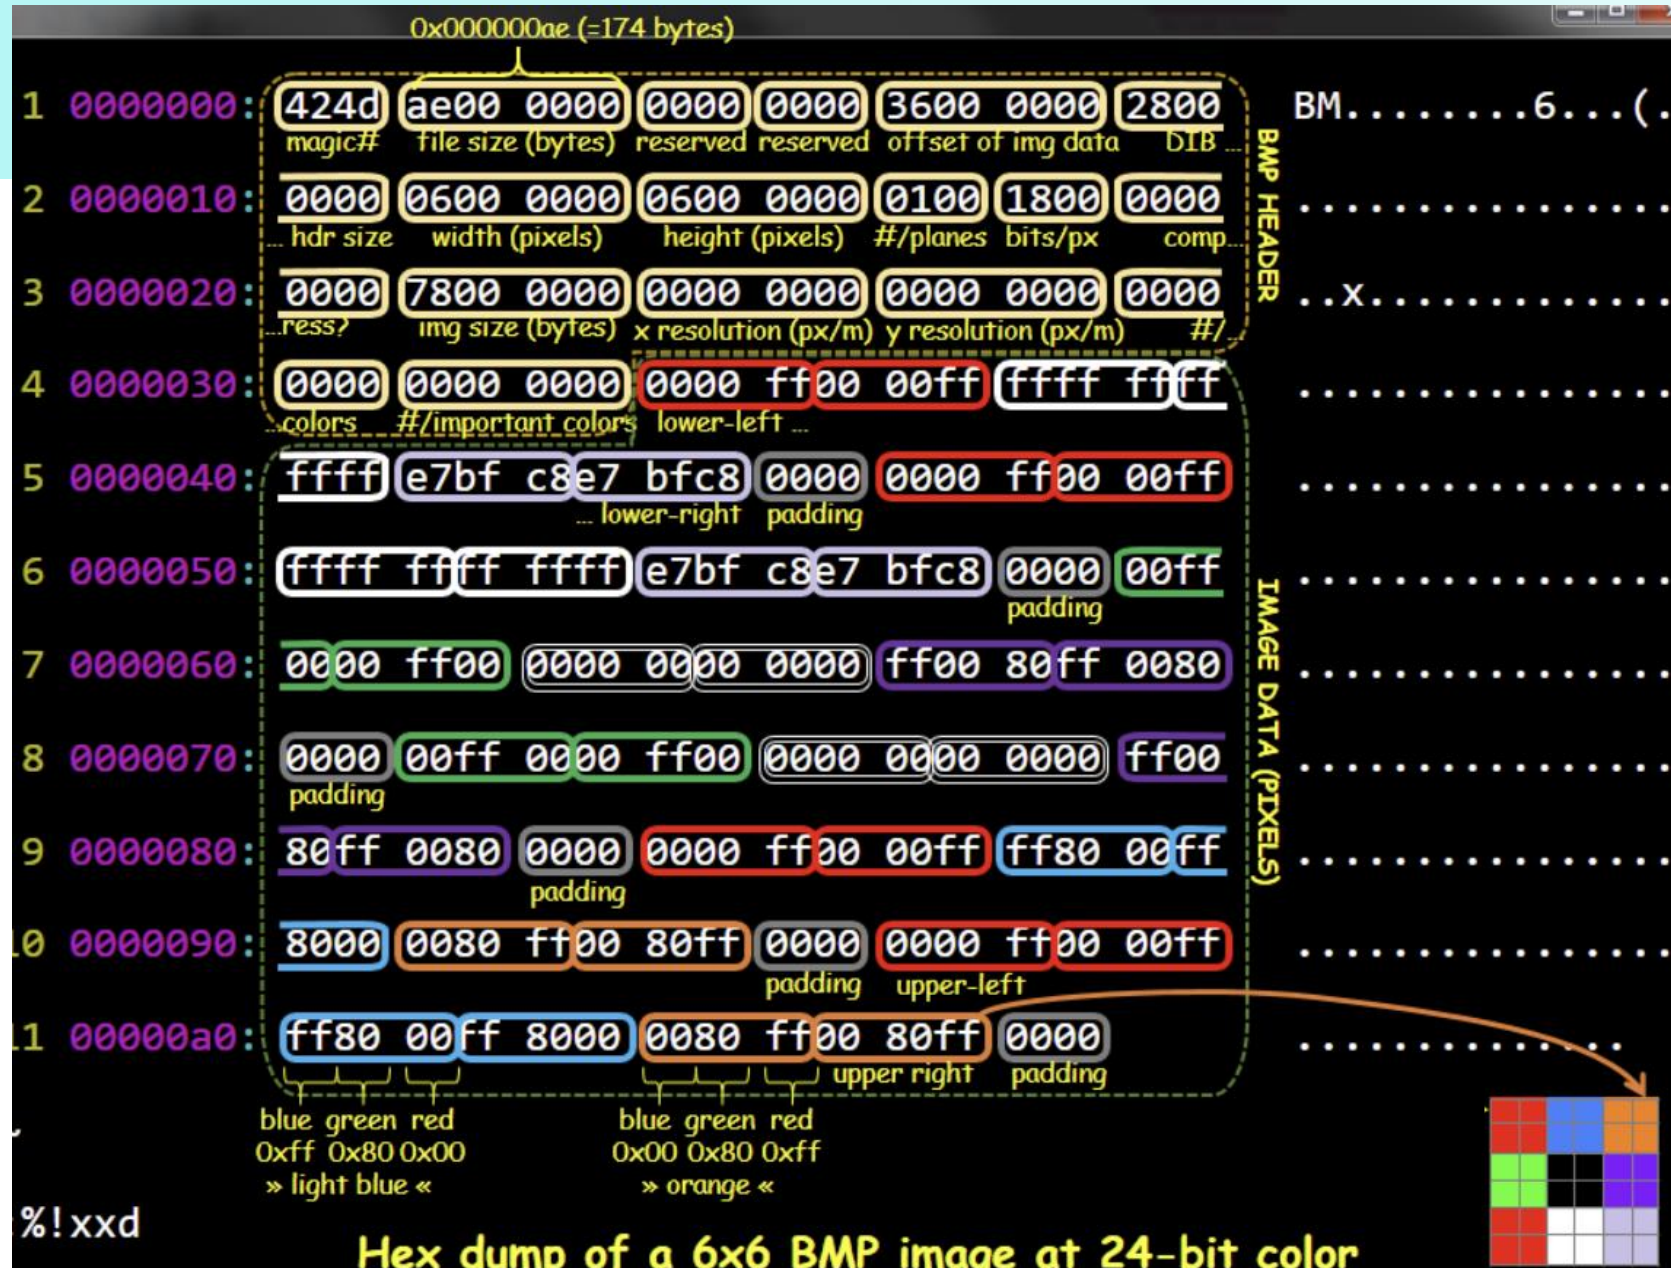 0x000000ae (=174 bytes)
1 0000000: 424d ae00 0000 0000 0000 3600 0000 2800 BM........6...(.
magic# file size (bytes) reserved reserved offset of img data DIB ...
2 0000010: 0000 0600 0000 0600 0000 0100 1800 0000 ................
... hdr size width (pixels) height (pixels) #/planes bits/px comp...
3 0000020: 0000 7800 0000 0000 0000 0000 0000 0000 ..x.............
...ress? img size (bytes) x resolution (px/m) y resolution (px/m) #/...
4 0000030: 0000 0000 0000 0000 ff00 00ff ffff ffff ................
...colors #/important colors lower-left ...
5 0000040: ffff e7bf c8e7 bfc8 0000 0000 ff00 00ff ................
... lower-right padding
6 0000050: ffff ffff ffff e7bf c8e7 bfc8 0000 00ff ................
padding
7 0000060: 0000 ff00 0000 0000 0000 ff00 80ff 0080 ................
8 0000070: 0000 00ff 0000 ff00 0000 0000 0000 ff00 ................
padding
9 0000080: 80ff 0080 0000 0000 ff00 00ff ff80 00ff ................
padding
10 0000090: 8000 0080 ff00 80ff 0000 0000 ff00 00ff ................
padding upper-left
11 00000a0: ff80 00ff 8000 0080 ff00 80ff 0000 ..............
upper right padding
BMP HEADER
IMAGE DATA (PIXELS)
blue green red blue green red
0xff 0x80 0x00 0x00 0x80 0xff
» light blue « » orange «
~
:%!xxd
Hex dump of a 6x6 BMP image at 24-bit color